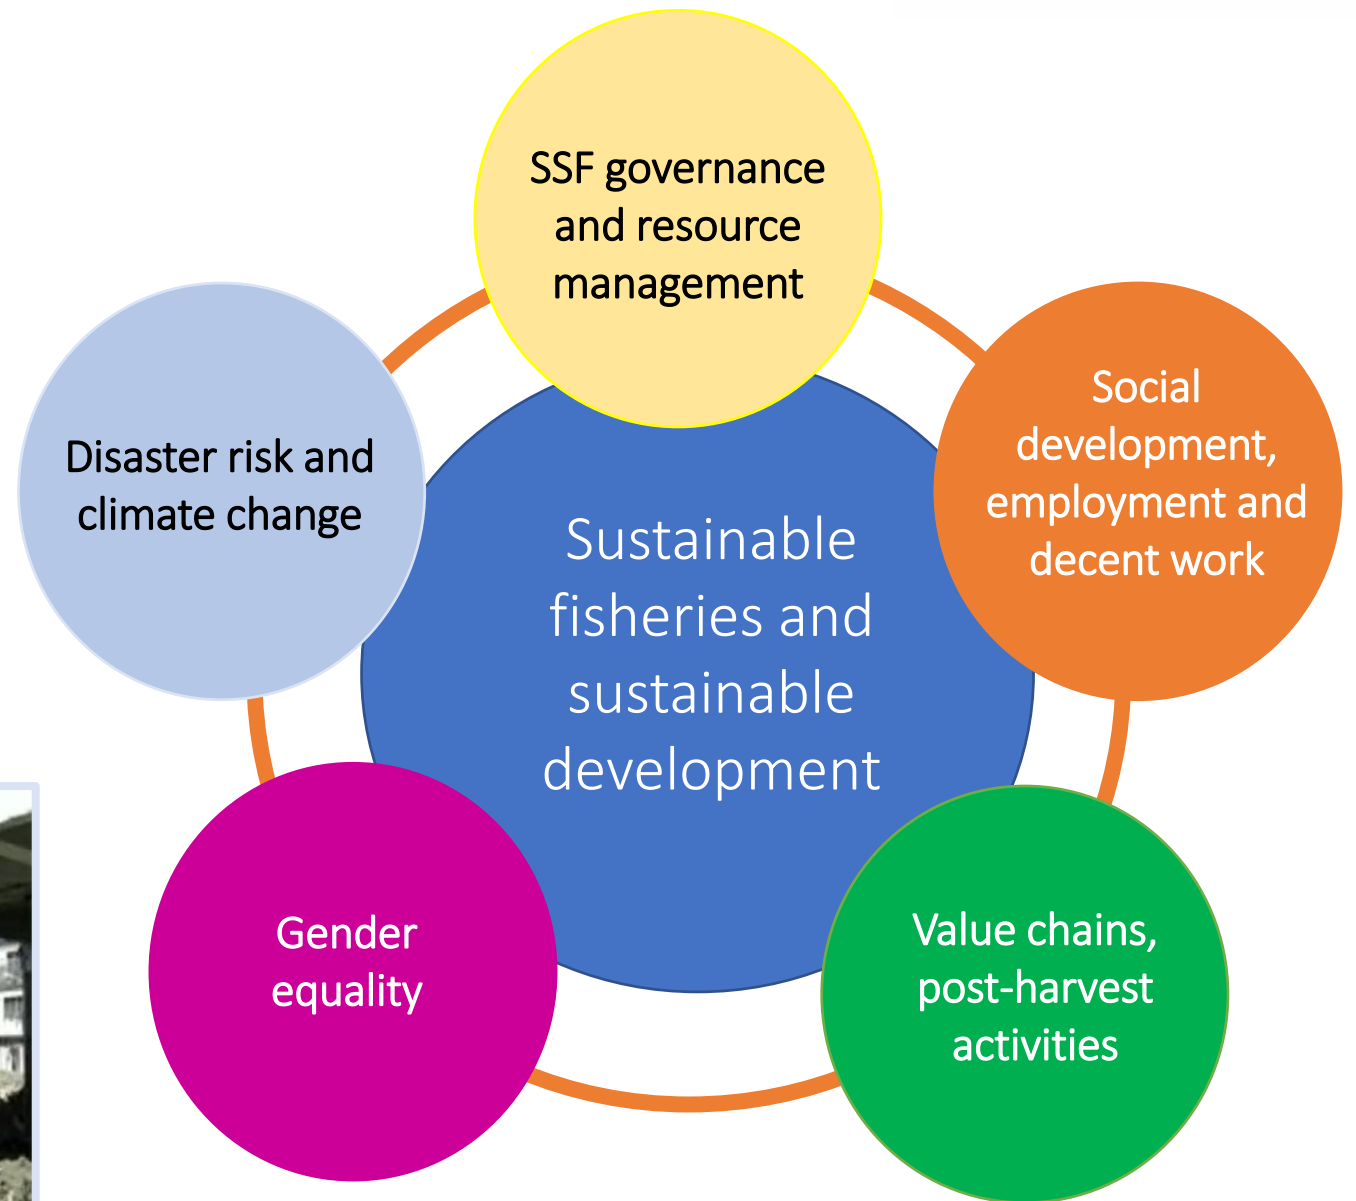 SSF governance
and resource
management
Social
development,
employment and
decent work
Disaster risk and
climate change
Sustainable
fisheries and
sustainable
development
Gender
equality
Value chains,
post-harvest
activities